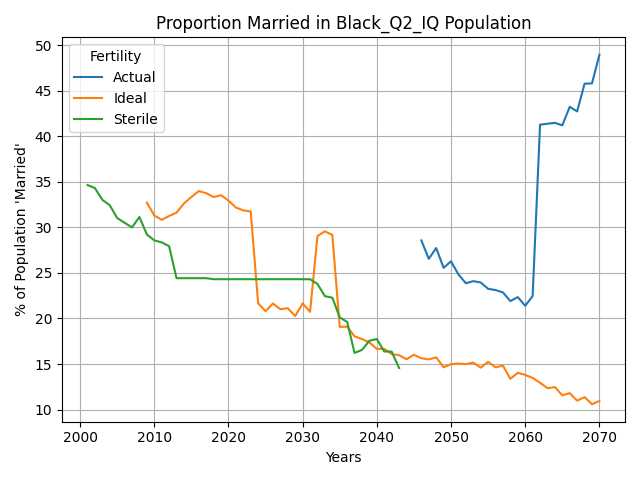 Proportion Married in Black_Q2_IQ Population
% of Population 'Married'
50
45
40
35
30
25
20
15
10
Fertility
Actual
Ideal
Sterile
2000 2010 2020 2030 2040 2050 2060 2070
Years